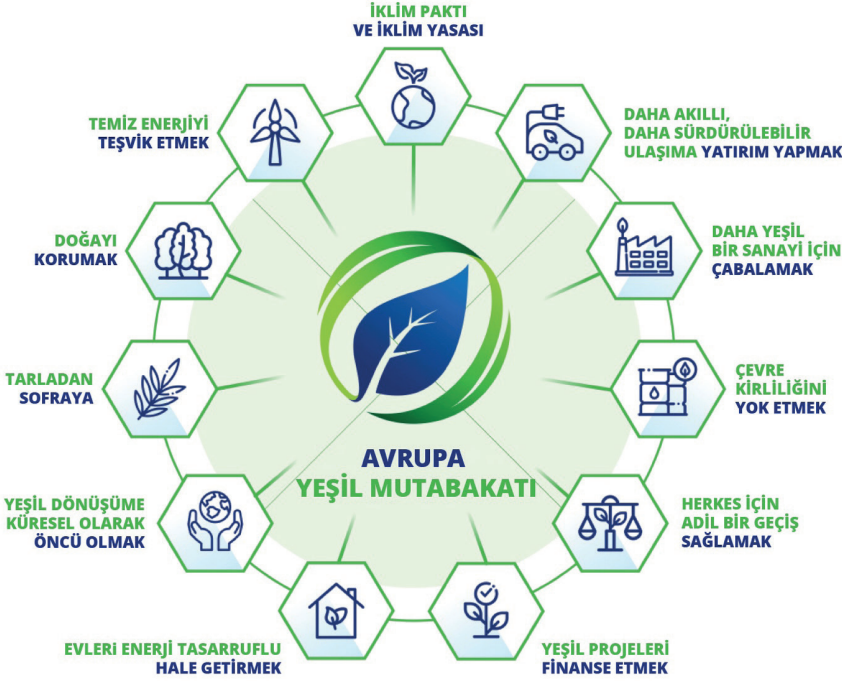 İKLİM PAKTI
VE İKLİM YASASI
DAHA AKILLI,
DAHA SÜRDÜRÜLEBİLİR
ULAŞIMA YATIRIM YAPMAK
DAHA YEŞİL
BİR SANAYİ İÇİN
ÇABALAMAK
ÇEVRE
KİRLİLİĞİNİ
YOK ETMEK
HERKES İÇİN
ADİL BİR GEÇİŞ
SAĞLAMAK
YEŞİL PROJELERİ
FİNANSE ETMEK
EVLERi ENERJİ TASARRUFLU
HALE GETİRMEK
YEŞİL DÖNÜŞÜME
KÜRESEL OLARAK
ÖNCÜ OLMAK
TARLADAN
SOFRAYA
DOĞAYI
KORUMAK
TEMİZ ENERJİYİ
TEŞVİK ETMEK
AVRUPA
YEŞİL MUTABAKATI